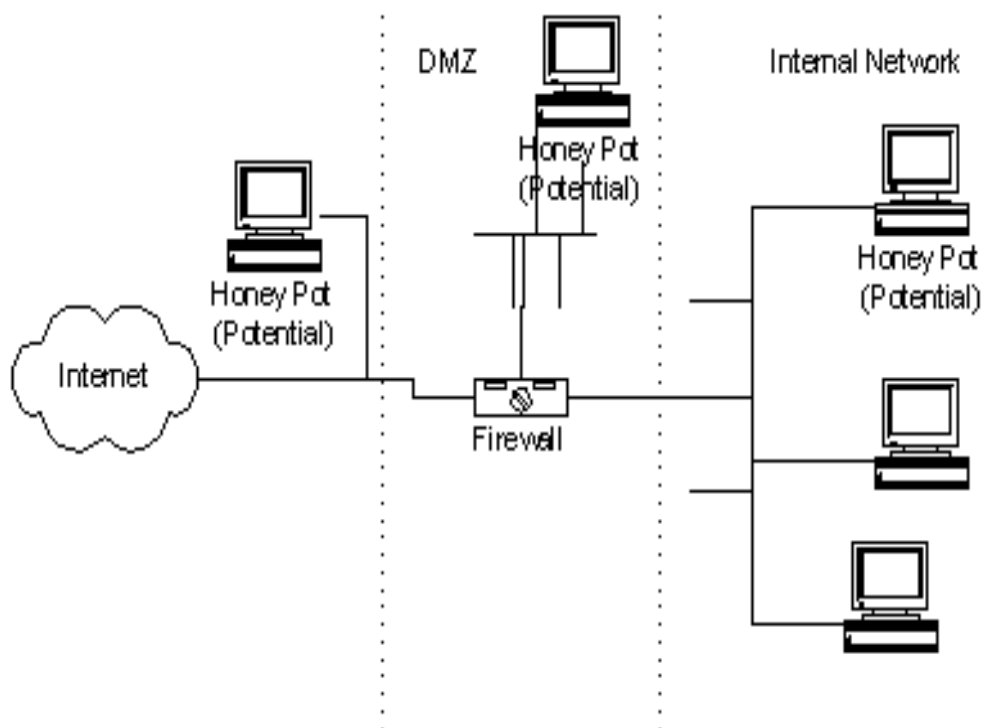 DMZ
Internal Network
Honey Pot
(Potential)
Honey Pot
(Potential)
Honey Pot
(Potential)
Internet
Firewall